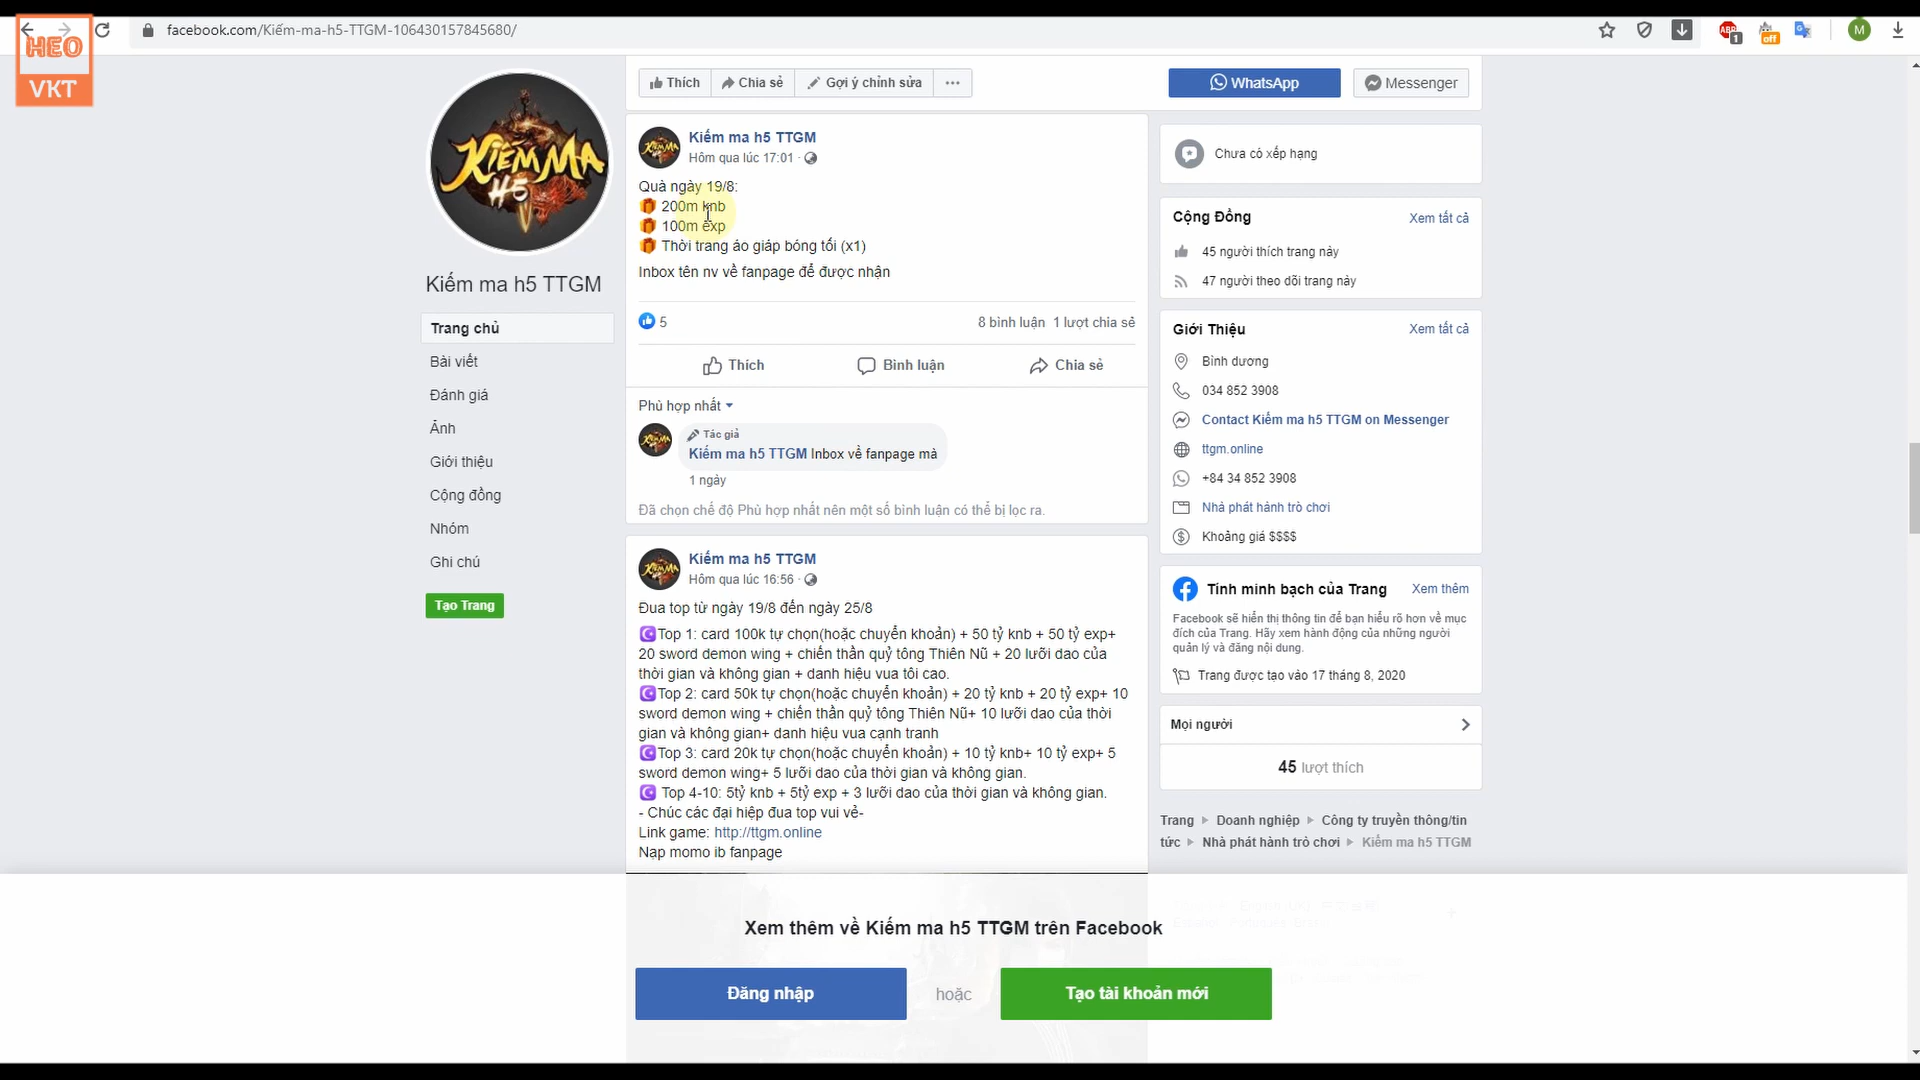 HEO
VKT
facebook.com/Kiếm-ma-h5-TTGM-106430157845680/
ABP
1
off
M
Thích
Chia sẻ
Gợi ý chỉnh sửa
WhatsApp
Messenger
KIẾM MA
H5
Kiếm ma h5 TTGM
Trang chủ
Bài viết
Đánh giá
Ảnh
Giới thiệu
Cộng đồng
Nhóm
Ghi chú
Tạo Trang
Kiếm ma h5 TTGM
Hôm qua lúc 17:01 ·
Quà ngày 19/8:
200m knb
100m exp
Thời trang áo giáp bóng tối (x1)
Inbox tên nv về fanpage để được nhận
5
8 bình luận 1 lượt chia sẻ
Thích
Bình luận
Chia sẻ
Phù hợp nhất
Tác giả
Kiếm ma h5 TTGM Inbox về fanpage mà
1 ngày
Đã chọn chế độ Phù hợp nhất nên một số bình luận có thể bị lọc ra.
Kiếm ma h5 TTGM
Hôm qua lúc 16:56 ·
Đua top từ ngày 19/8 đến ngày 25/8
Top 1: card 100k tự chọn(hoặc chuyển khoản) + 50 tỷ knb + 50 tỷ exp+
20 sword demon wing + chiến thần quỷ tông Thiên Nũ + 20 lưỡi dao của
thời gian và không gian + danh hiệu vua tôi cao.
Top 2: card 50k tự chọn(hoặc chuyển khoản) + 20 tỷ knb + 20 tỷ exp+ 10
sword demon wing + chiến thần quỷ tông Thiên Nũ+ 10 lưỡi dao của thời
gian và không gian+ danh hiệu vua cạnh tranh
Top 3: card 20k tự chọn(hoặc chuyển khoản) + 10 tỷ knb+ 10 tỷ exp+ 5
sword demon wing+ 5 lưỡi dao của thời gian và không gian.
Top 4-10: 5tỷ knb + 5tỷ exp + 3 lưỡi dao của thời gian và không gian.
- Chúc các đại hiệp đua top vui vẻ-
Link game: http://ttgm.online
Nạp momo ib fanpage
Chưa có xếp hạng
Cộng Đồng
Xem tất cả
45 người thích trang này
47 người theo dõi trang này
Giới Thiệu
Xem tất cả
Bình dương
034 852 3908
Contact Kiếm ma h5 TTGM on Messenger
ttgm.online
+84 34 852 3908
Nhà phát hành trò chơi
Khoảng giá $$$$
Tính minh bạch của Trang
Xem thêm
Facebook sẽ hiển thị thông tin để bạn hiểu rõ hơn về mục
đích của Trang. Hãy xem hành động của những người
quản lý và đăng nội dung.
Trang được tạo vào 17 tháng 8, 2020
Mọi người
45 lượt thích
Trang
Doanh nghiệp
Công ty truyền thông/tin
tức
Nhà phát hành trò chơi
Kiếm ma h5 TTGM
Xem thêm về Kiếm ma h5 TTGM trên Facebook
Đăng nhập
hoặc
Tạo tài khoản mới